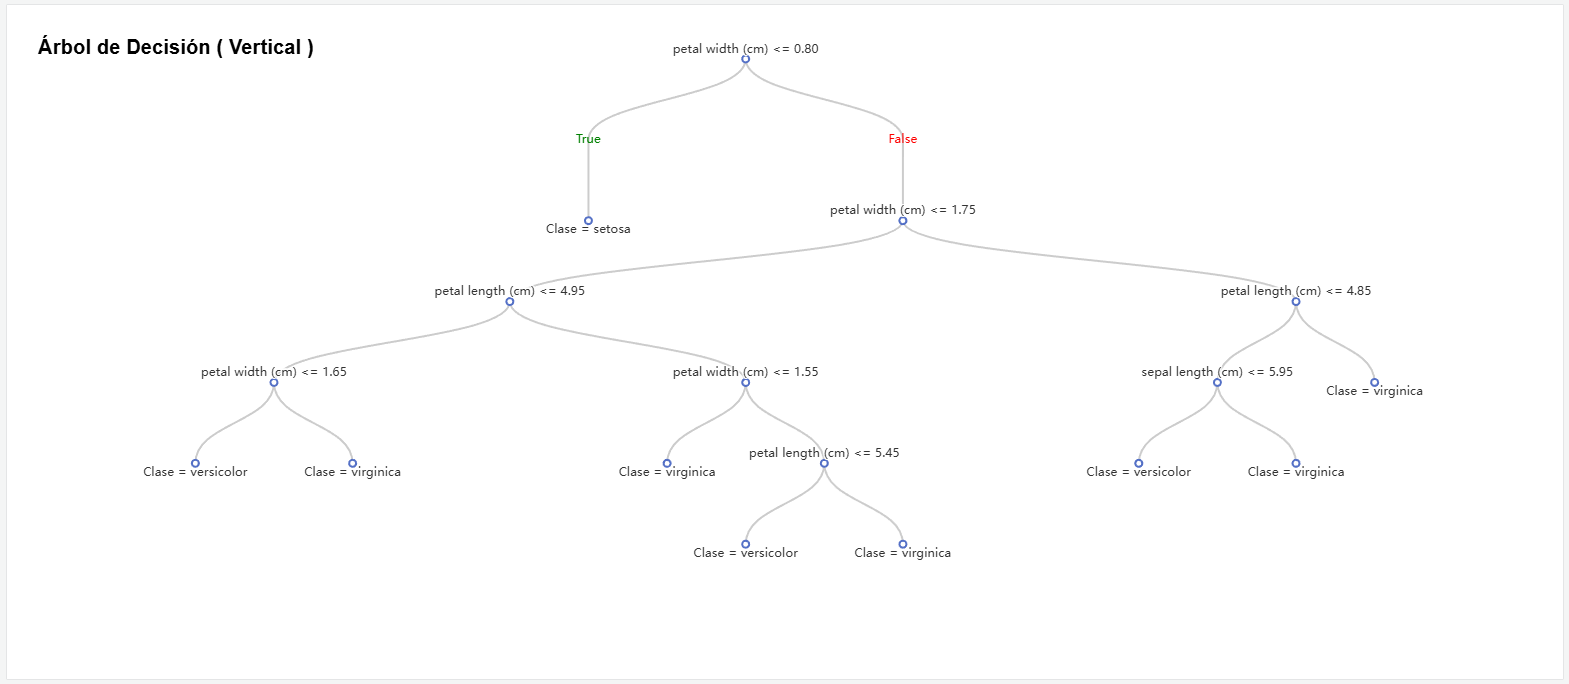 Árbol de Decisión ( Vertical )
petal width (cm) <= 0.80
True
False
petal width (cm) <= 1.75
Clase = setosa
petal length (cm) <= 4.95
petal length (cm) <= 4.85
petal width (cm) <= 1.65
petal width (cm) <= 1.55
sepal length (cm) <= 5.95
Clase = virginica
petal length (cm) <= 5.45
Clase = versicolor
Clase = virginica
Clase = virginica
Clase = versicolor
Clase = virginica
Clase = versicolor
Clase = virginica